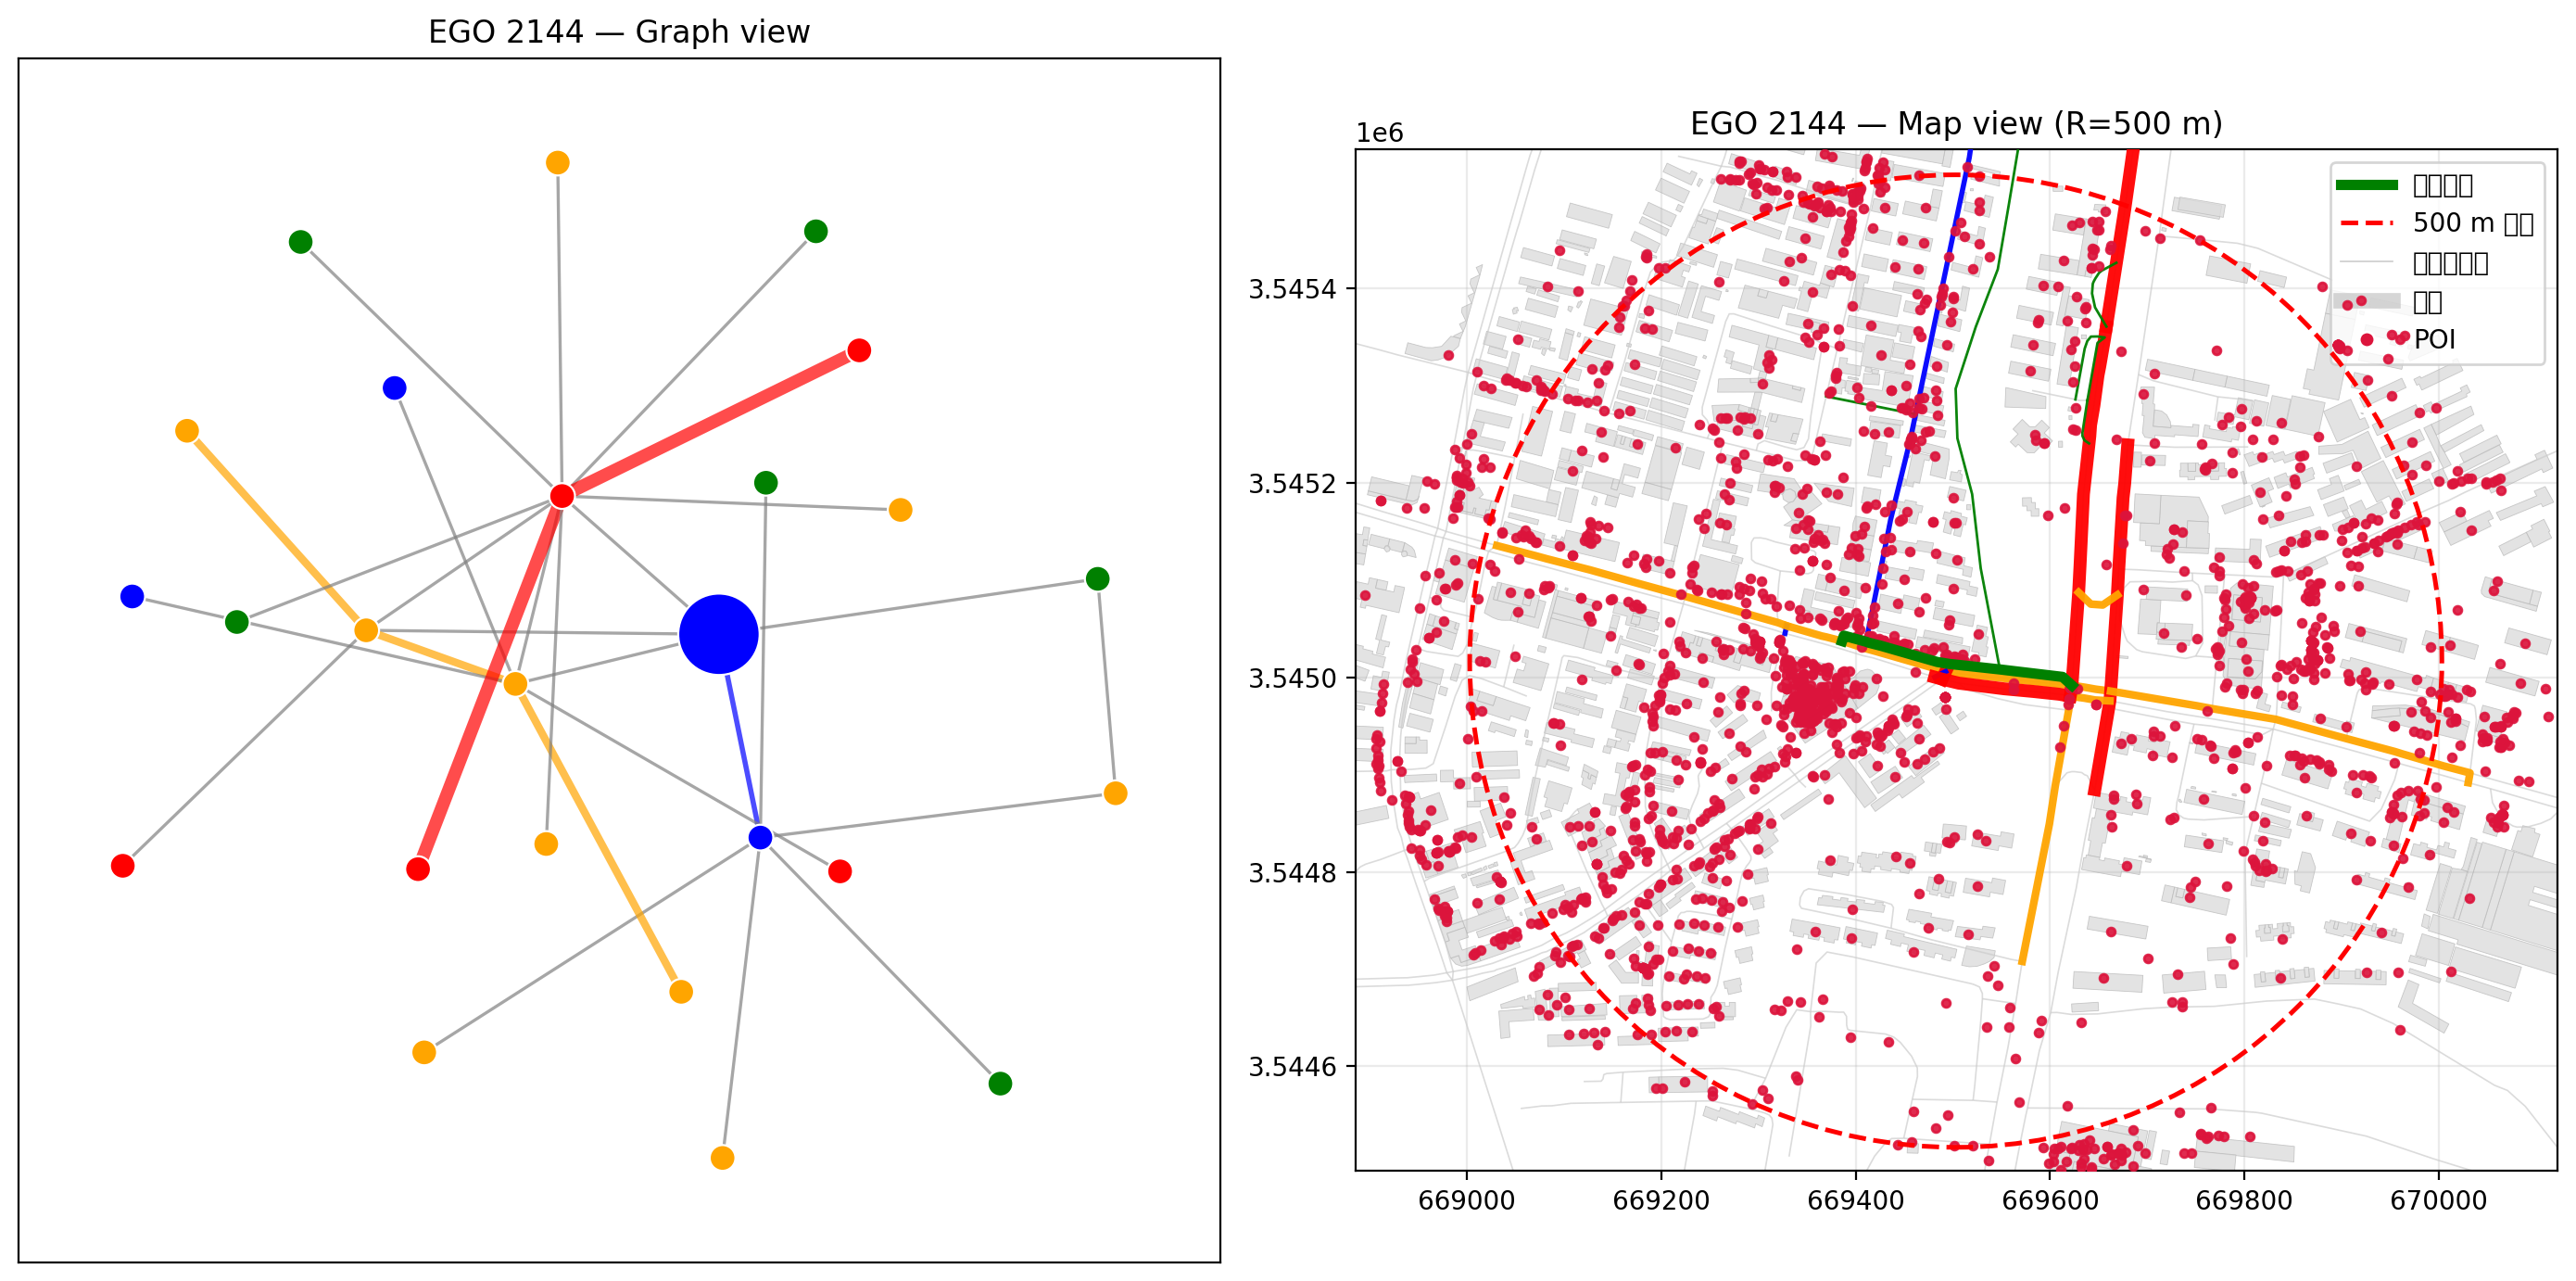 EGO 2144 — Graph view
EGO 2144 — Map view (R=500 m)
1e6
500 m
POI
3.5454
3.5452
3.5450
3.5448
3.5446
669000 669200 669400 669600 669800 670000